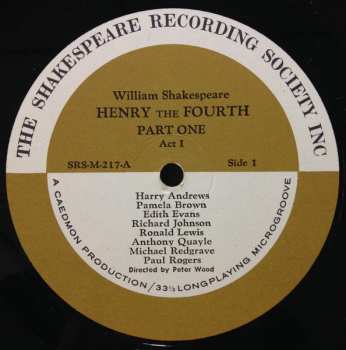 THE SHAKESPEARE RECORDING SOCIETY INC
William Shakespeare
HENRY THE FOURTH
PART ONE
Act I
SRS-M-217-A Side 1
Harry Andrews
Pamela Brown
Edith Evans
Richard Johnson
Ronald Lewis
Anthony Quayle
Michael Redgrave
Paul Rogers
Directed by Peter Wood
A CAEDMON PRODUCTION/33⅓ LONGPLAYING MICROGROOVE